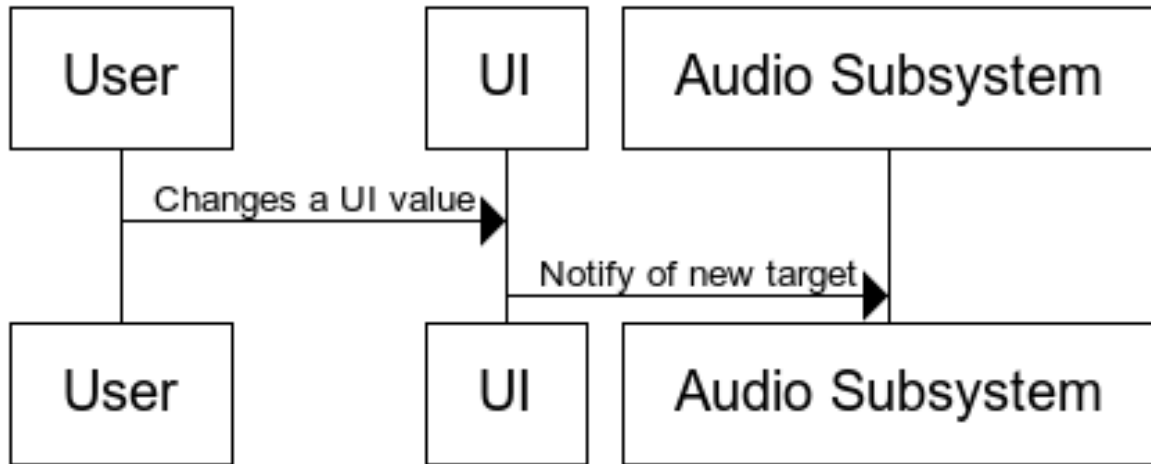 User
UI
Audio Subsystem
Changes a UI value
Notify of new target
User
UI
Audio Subsystem